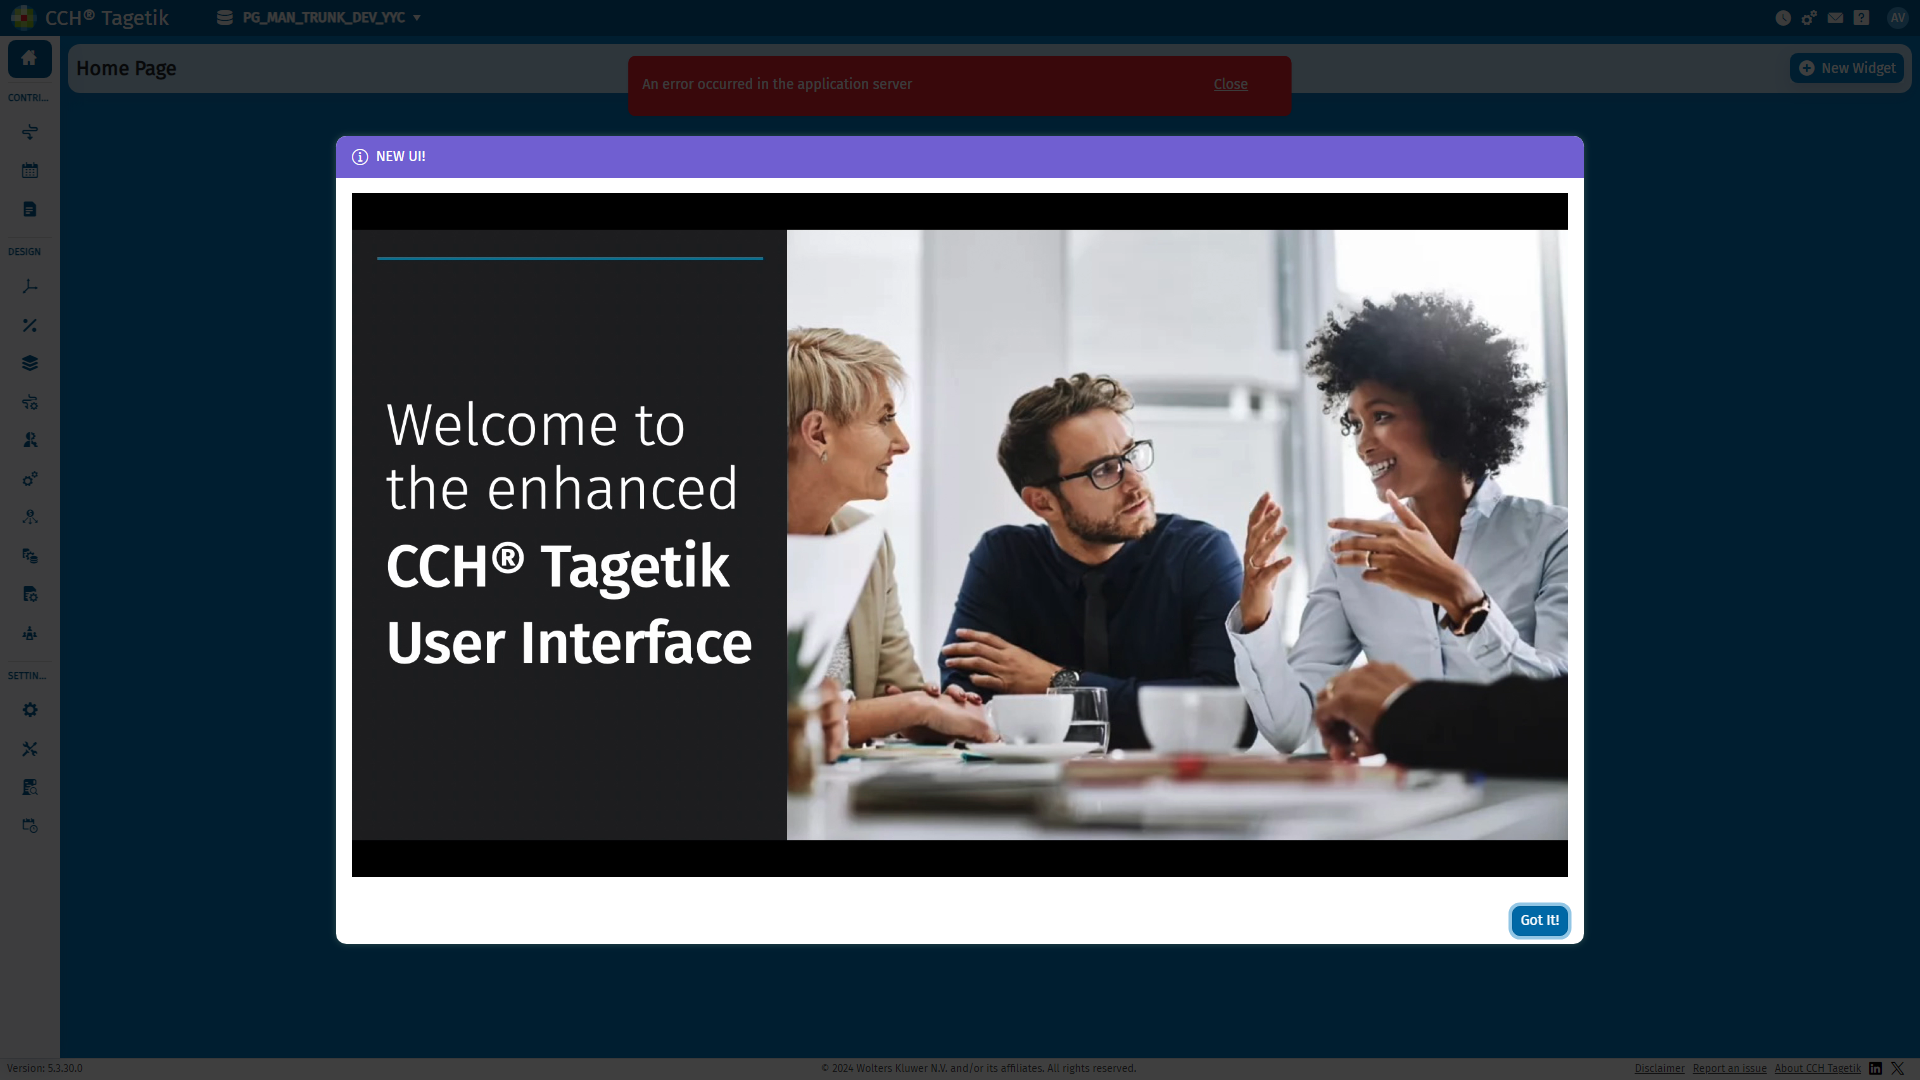 CCH® Tagetik
PG_MAN_TRUNK_DEV_YYC
AV
Home Page
An error occurred in the application server
Close
New Widget
CONTRI...
NEW UI!
DESIGN
Welcome to
the enhanced
CCH® Tagetik
User Interface
SETTIN...
Got It!
Version: 5.3.30.0
© 2024 Wolters Kluwer N.V. and/or its affiliates. All rights reserved.
Disclaimer Report an issue About CCH Tagetik